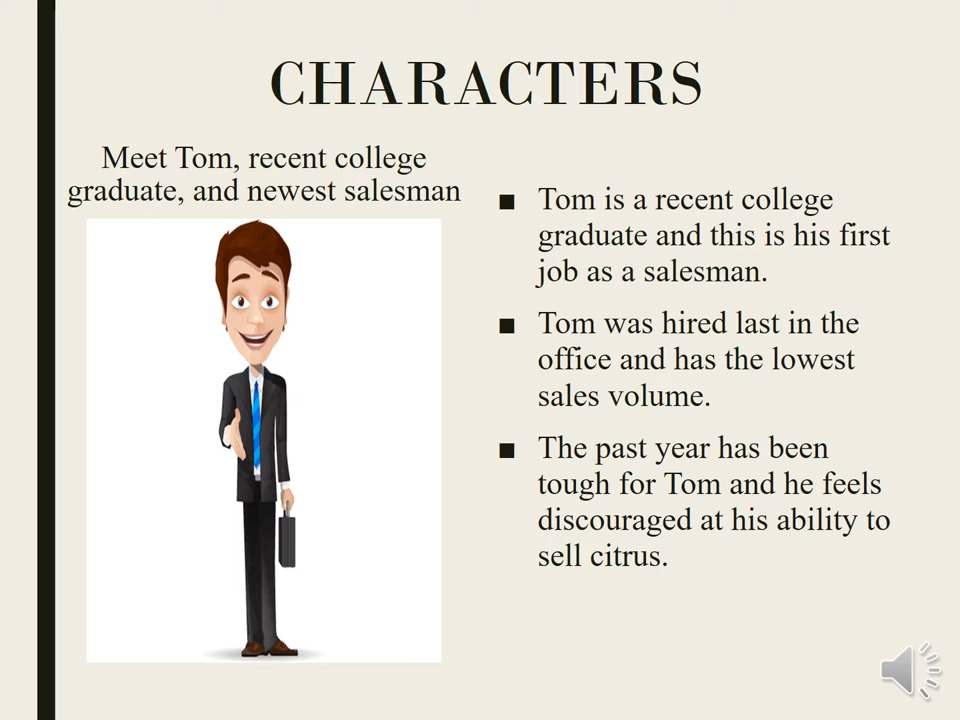 CHARACTERS
Meet Tom, recent college
graduate, and newest salesman
■ Tom is a recent college
graduate and this is his first
job as a salesman.
■ Tom was hired last in the
office and has the lowest
sales volume.
■ The past year has been
tough for Tom and he feels
discouraged at his ability to
sell citrus.